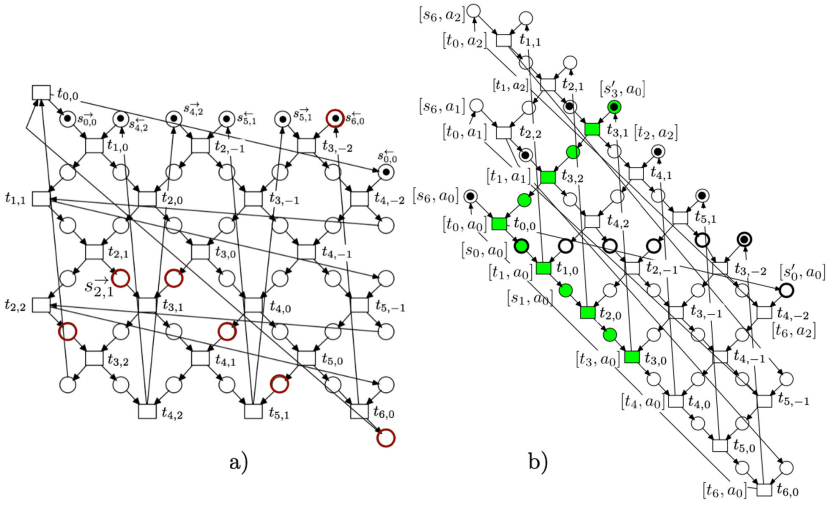 [s₆, a₂]
t₁,₁
[t₀, a₂]
[t₁, a₂]
t₂,₁
[s′₃, a₀]
t₀,₀
s→₀,₀
s←₄,₂
s→₄,₂
s←₅,₁
s→₅,₁
s←₆,₀
[s₆, a₁]
[t₀, a₁]
t₂,₂
t₃,₁
[t₂, a₂]
t₁,₀
t₂,₋₁
t₃,₋₂
s←₀,₀
[t₁, a₁]
t₃,₂
t₄,₁
t₁,₁
t₂,₀
t₃,₋₁
t₄,₋₂
[s₆, a₀]
[t₀, a₀]
t₀,₀
t₄,₂
t₅,₁
t₂,₁
t₃,₀
t₄,₋₁
[s₀, a₀]
[t₁, a₀]
t₁,₀
t₂,₋₁
t₃,₋₂
[s′₀, a₀]
s→₂,₁
t₂,₂
t₃,₁
t₄,₀
t₅,₋₁
[s₁, a₀]
t₂,₀
t₃,₋₁
t₄,₋₂
[t₆, a₂]
t₃,₂
t₄,₁
t₅,₀
[t₃, a₀]
t₃,₀
t₄,₋₁
t₄,₂
t₅,₁
t₆,₀
[t₄, a₀]
t₄,₀
t₅,₋₁
t₅,₀
[t₆, a₀]
t₆,₀
a)
b)